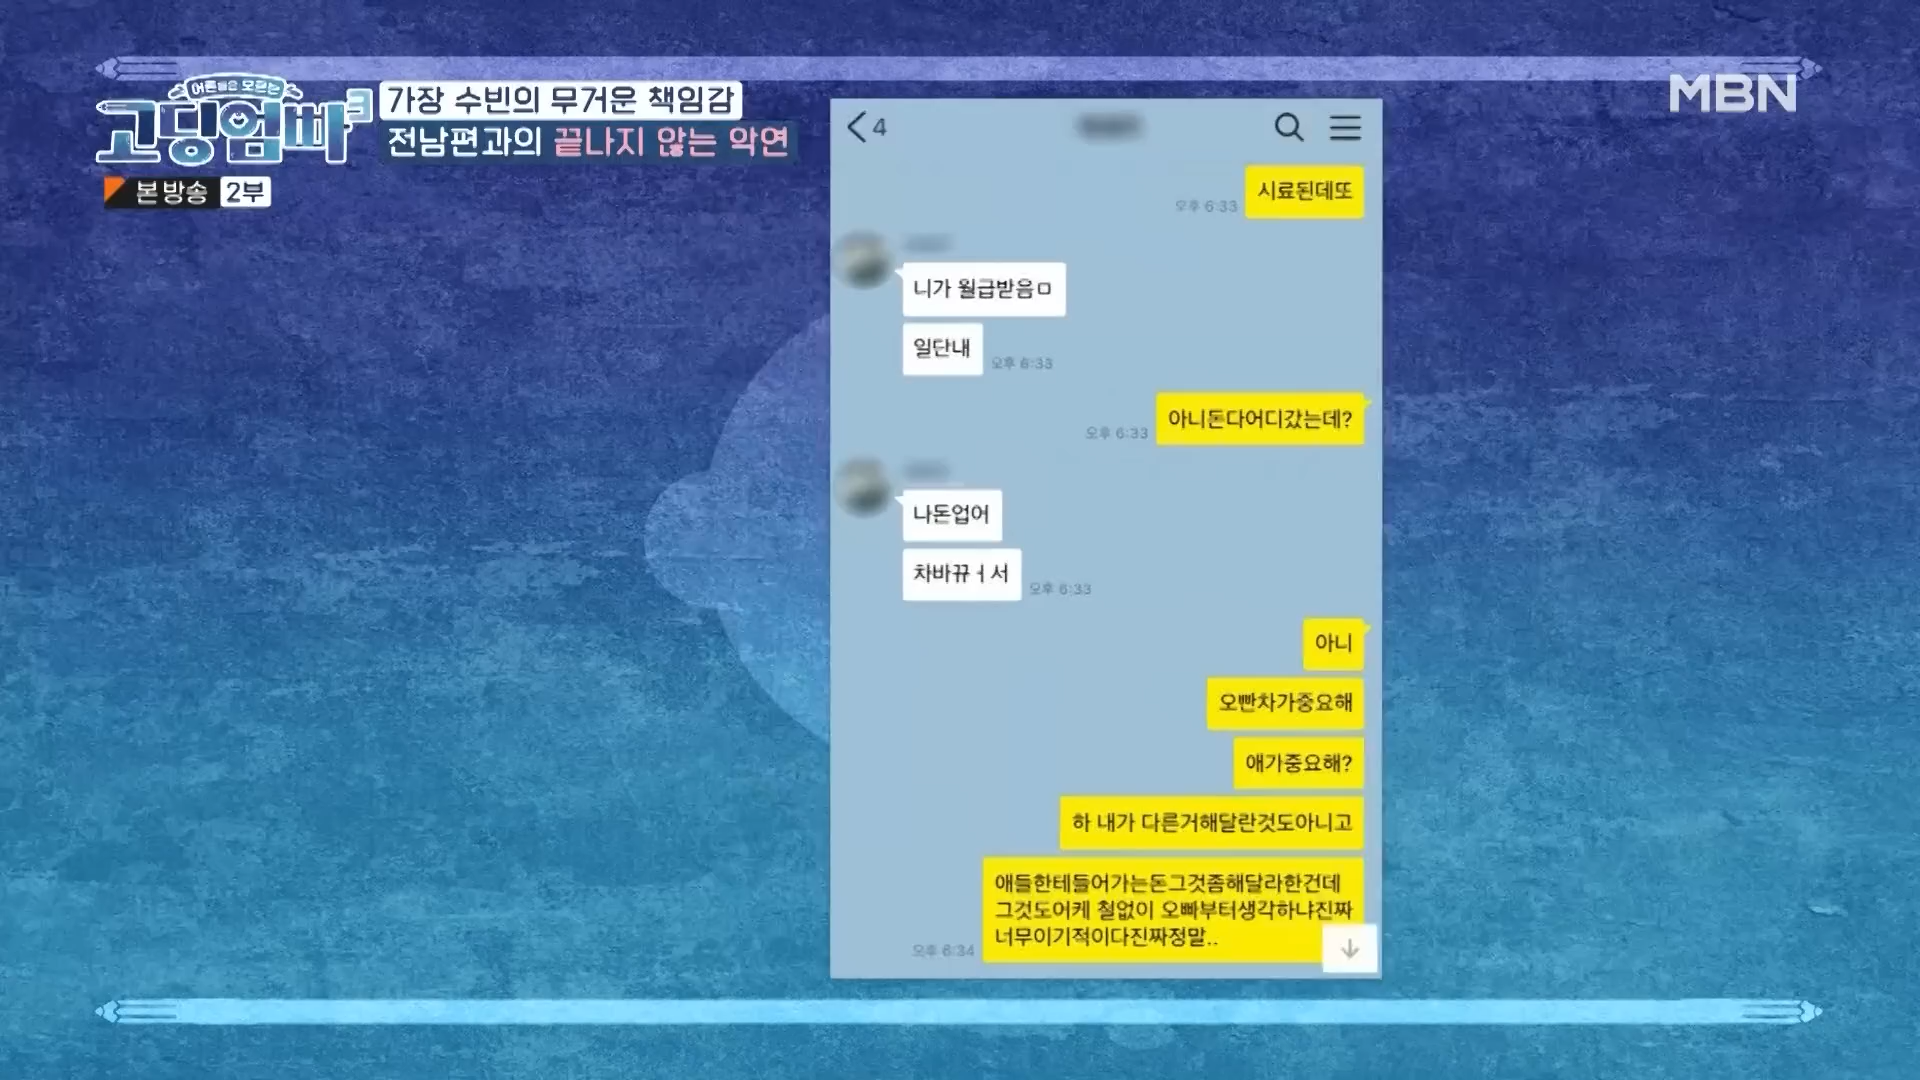 어른들은 모르는
고딩엄빠3
가장 수빈의 무거운 책임감
전남편과의 끝나지 않는 악연
본 방송 2부
MBN
4
시료된데또
오후 6:33
니가 월급받음ㅁ
일단내
오후 6:33
아니돈다어디갔는데?
오후 6:33
나돈업어
차바뀨ㅓ서
오후 6:33
아니
오빤차가중요해
애가중요해?
하 내가 다른거해달란것도아니고
애들한테들어가는돈그것좀해달라한건데
그것도어케 철없이 오빠부터생각하냐진짜
너무이기적이다진짜정말..
오후 6:34